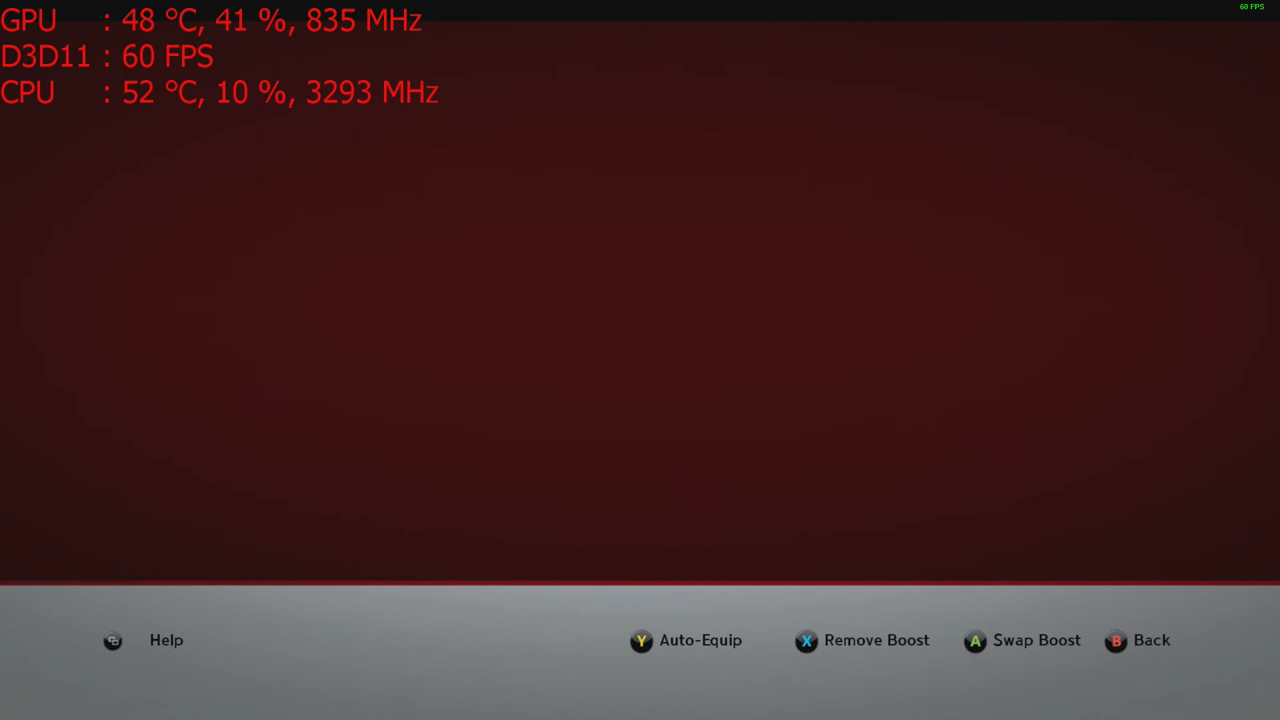 GPU : 48 °C, 41 %, 835 MHz
60 FPS
D3D11 : 60 FPS
CPU : 52 °C, 10 %, 3293 MHz
Help
Y Auto-Equip
X Remove Boost
A Swap Boost
B Back